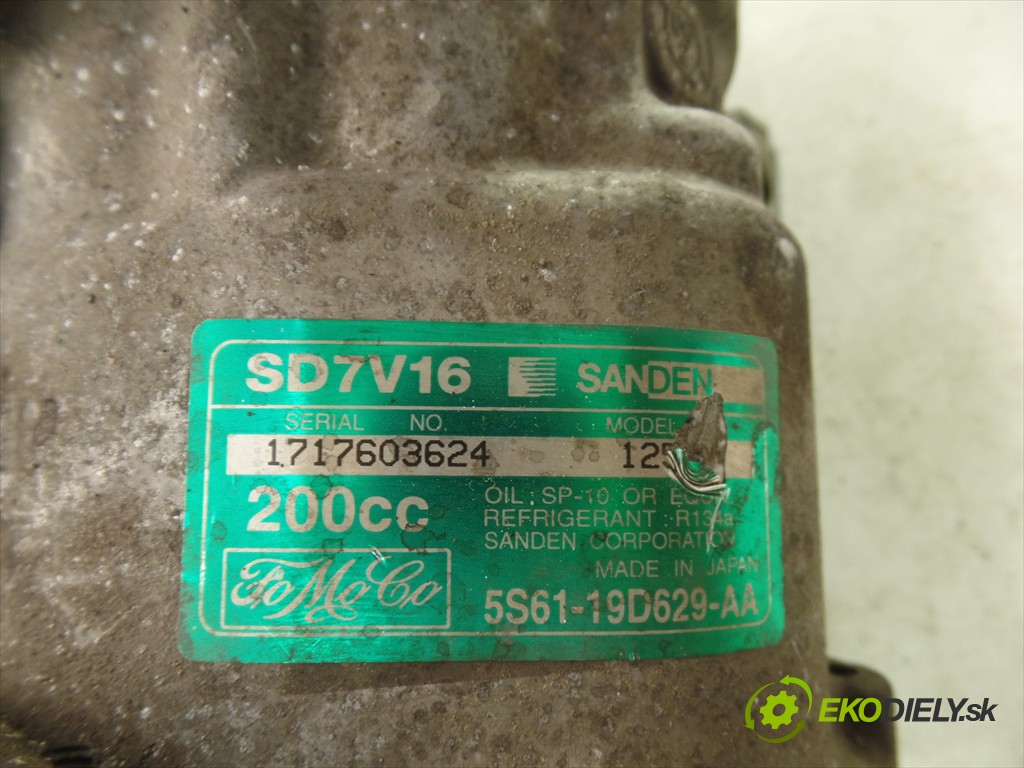 SD7V16 SANDEN
SERIAL NO. MODEL
1717603624
200cc
OIL : SP-10 OR
REFRIGERANT : R134a
SANDEN CORPORATION
MADE IN JAPAN
FoMoCo
5S61-19D629-AA
EKODIELY.sk